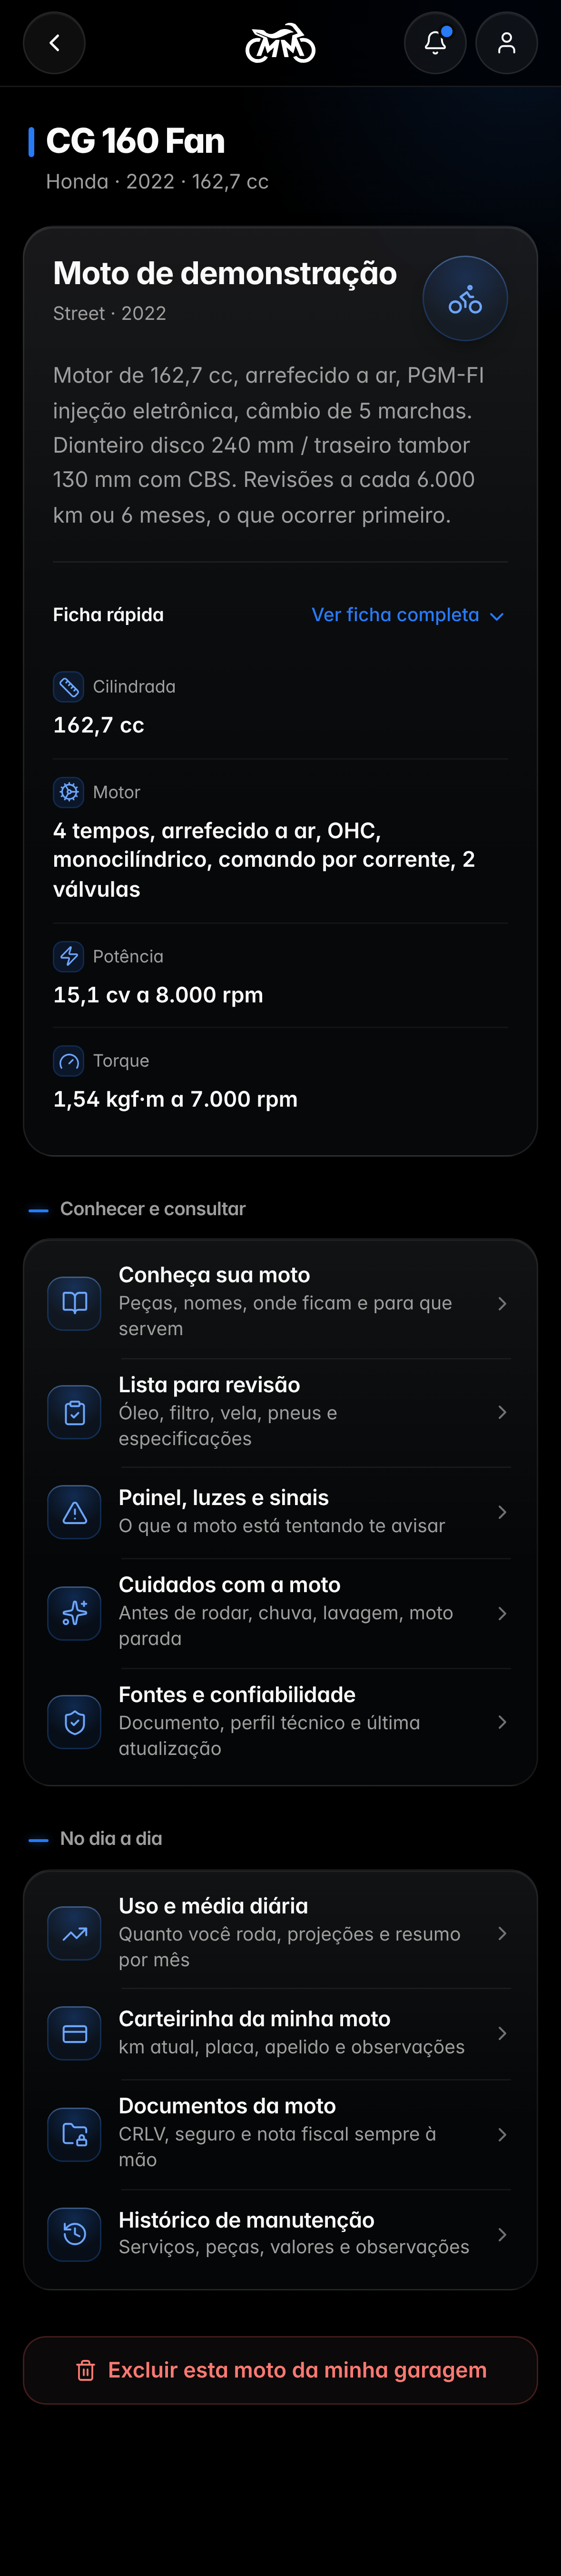 MM
CG 160 Fan
Honda · 2022 · 162,7 cc
Moto de demonstração
Street · 2022
Motor de 162,7 cc, arrefecido a ar, PGM-FI
injeção eletrônica, câmbio de 5 marchas.
Dianteiro disco 240 mm / traseiro tambor
130 mm com CBS. Revisões a cada 6.000
km ou 6 meses, o que ocorrer primeiro.
Ficha rápida
Ver ficha completa
Cilindrada
162,7 cc
Motor
4 tempos, arrefecido a ar, OHC,
monocilíndrico, comando por corrente, 2
válvulas
Potência
15,1 cv a 8.000 rpm
Torque
1,54 kgf·m a 7.000 rpm
Conhecer e consultar
Conheça sua moto
Peças, nomes, onde ficam e para que
servem
Lista para revisão
Óleo, filtro, vela, pneus e
especificações
Painel, luzes e sinais
O que a moto está tentando te avisar
Cuidados com a moto
Antes de rodar, chuva, lavagem, moto
parada
Fontes e confiabilidade
Documento, perfil técnico e última
atualização
No dia a dia
Uso e média diária
Quanto você roda, projeções e resumo
por mês
Carteirinha da minha moto
km atual, placa, apelido e observações
Documentos da moto
CRLV, seguro e nota fiscal sempre à
mão
Histórico de manutenção
Serviços, peças, valores e observações
Excluir esta moto da minha garagem